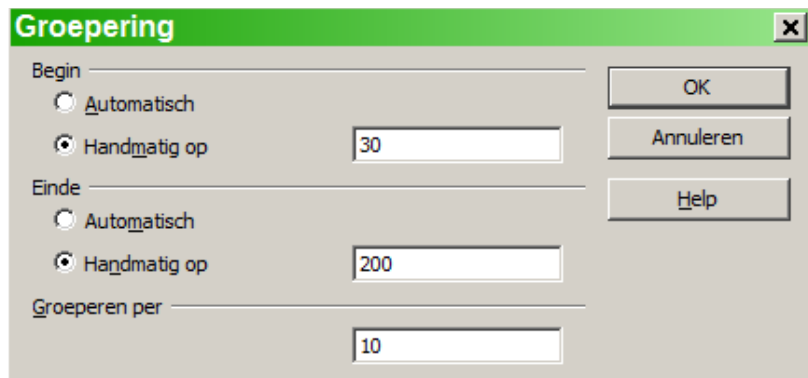 Groepering
Begin
Automatisch
Handmatig op 30
Einde
Automatisch
Handmatig op 200
Groeperen per
10
OK
Annuleren
Help